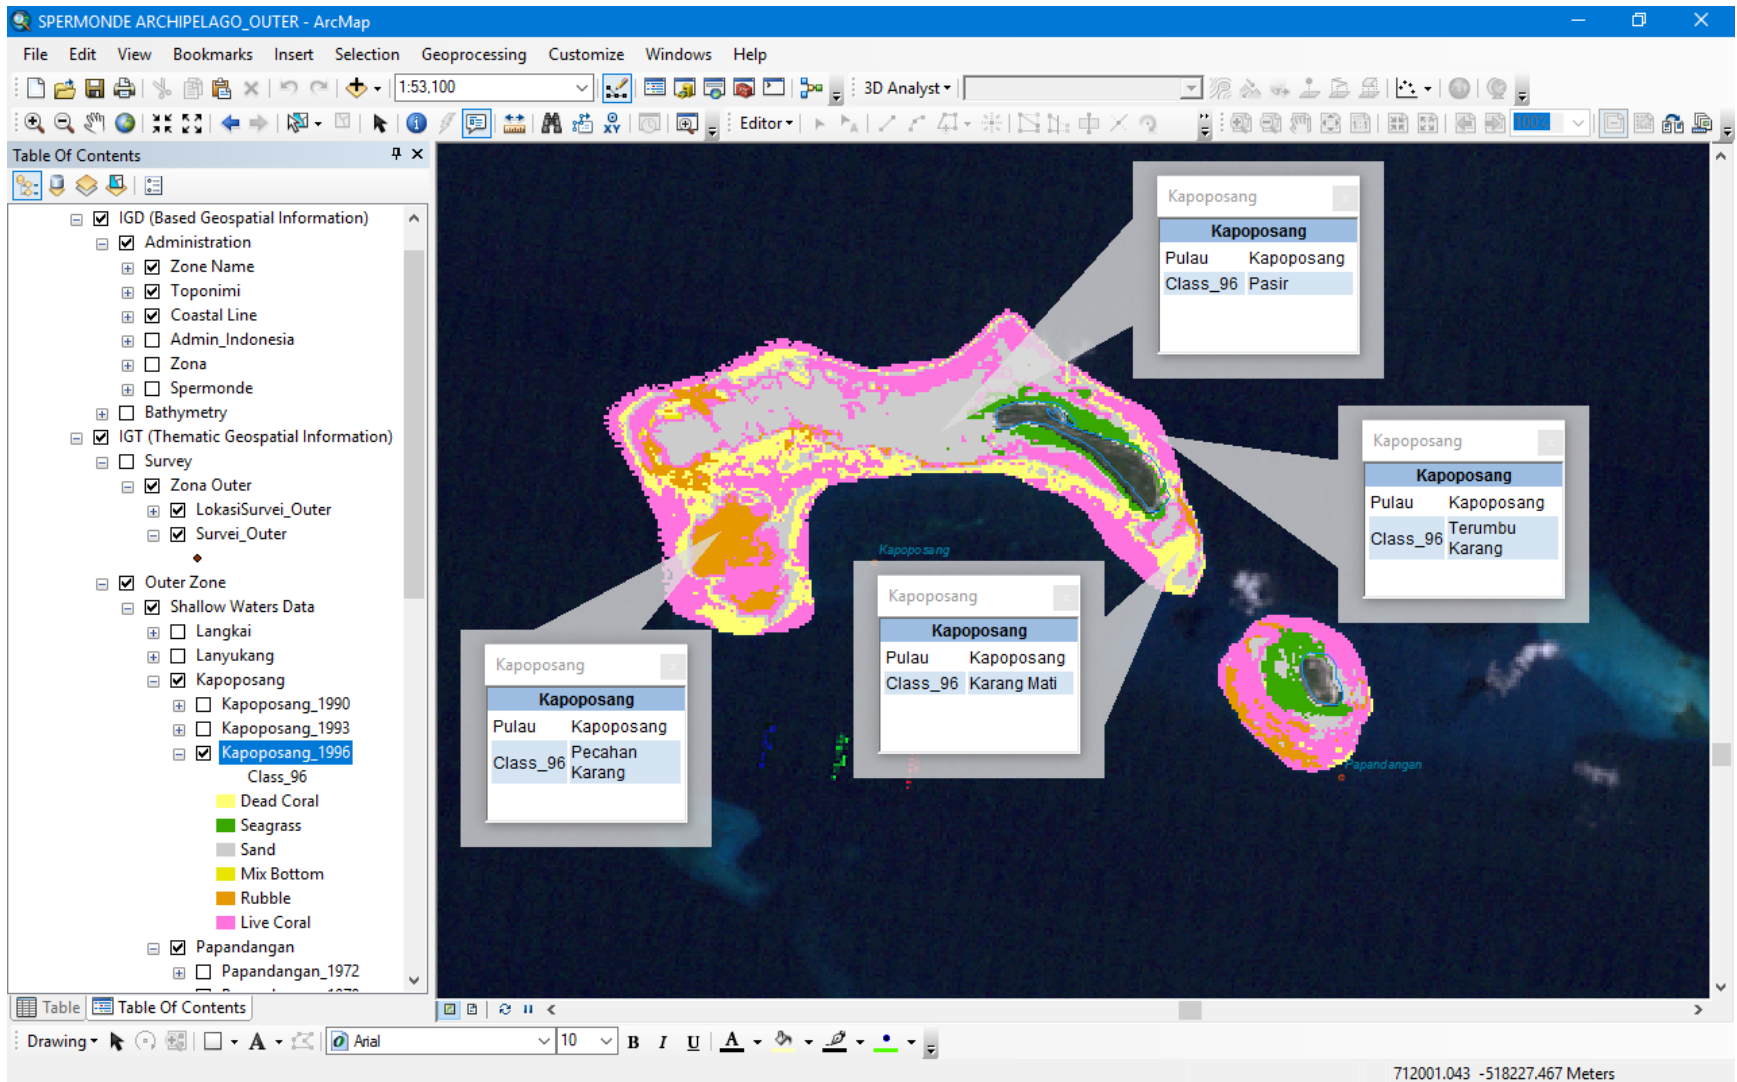 SPERMONDE ARCHIPELAGO_OUTER - ArcMap
File Edit View Bookmarks Insert Selection Geoprocessing Customize Windows Help
1:53,100
3D Analyst
Editor
100%
Table Of Contents
IGD (Based Geospatial Information)
Administration
Zone Name
Toponimi
Coastal Line
Admin_Indonesia
Zona
Spermonde
Bathymetry
IGT (Thematic Geospatial Information)
Survey
Zona Outer
LokasiSurvei_Outer
Survei_Outer
Outer Zone
Shallow Waters Data
Langkai
Lanyukang
Kapoposang
Kapoposang_1990
Kapoposang_1993
Kapoposang_1996
Class_96
Dead Coral
Seagrass
Sand
Mix Bottom
Rubble
Live Coral
Papandangan
Papandangan_1972
Table
Table Of Contents
Kapoposang
Kapoposang
Pulau Kapoposang
Class_96 Pasir
Kapoposang
Kapoposang
Pulau Kapoposang
Class_96 Terumbu
Karang
Kapoposang
Kapoposang
Kapoposang
Pulau Kapoposang
Class_96 Karang Mati
Kapoposang
Kapoposang
Pulau Kapoposang
Class_96 Pecahan
Karang
Papandangan
Drawing
A
Arial
10
B I U A
712001.043 -518227.467 Meters